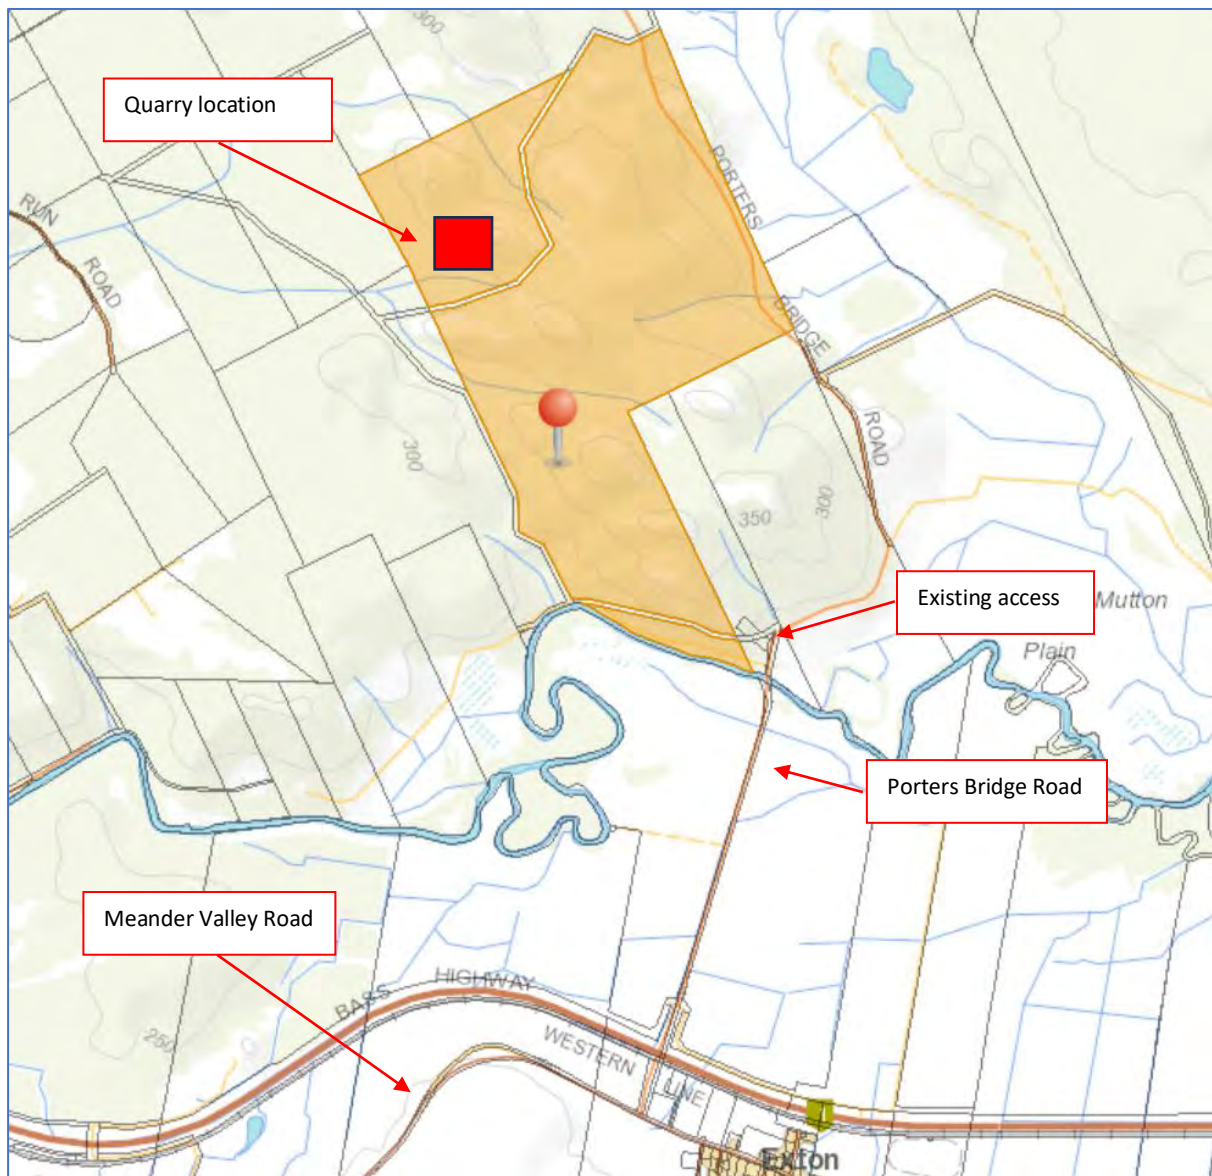 300
Quarry location
PORTERS
RUN
ROAD
BRIDGE
ROAD
300
350
300
Existing access
Mutton
Plain
Porters Bridge Road
Meander Valley Road
BASS
HIGHWAY
250
WESTERN
LINE
Exton